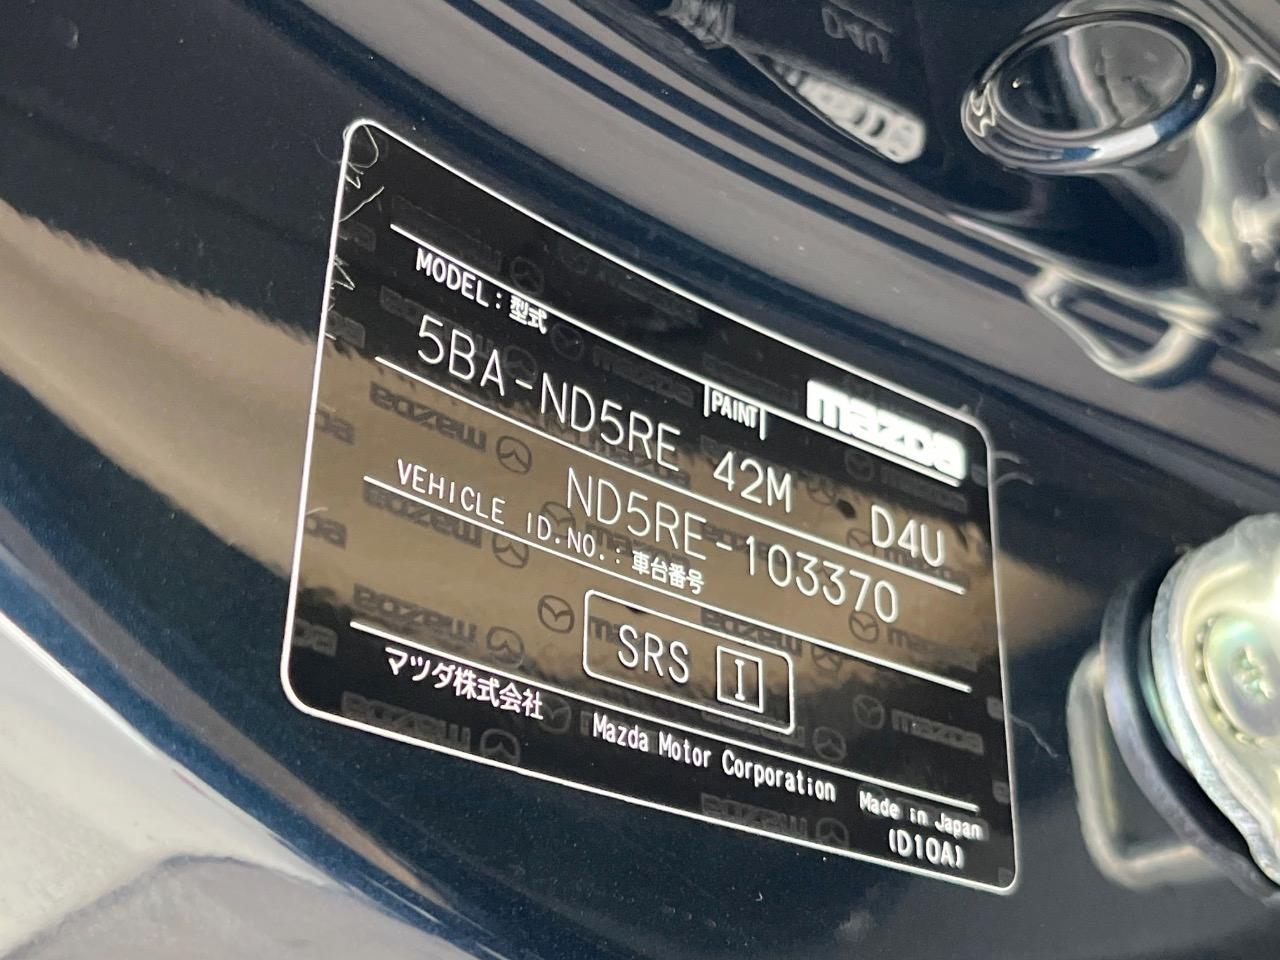 mazda
MODEL:型式
PAINT
5BA-ND5RE 42M D4U
ND5RE-103370
VEHICLE ID.NO.:車台番号
SRS I
マツダ株式会社 Mazda Motor Corporation Made in Japan
(D10A)